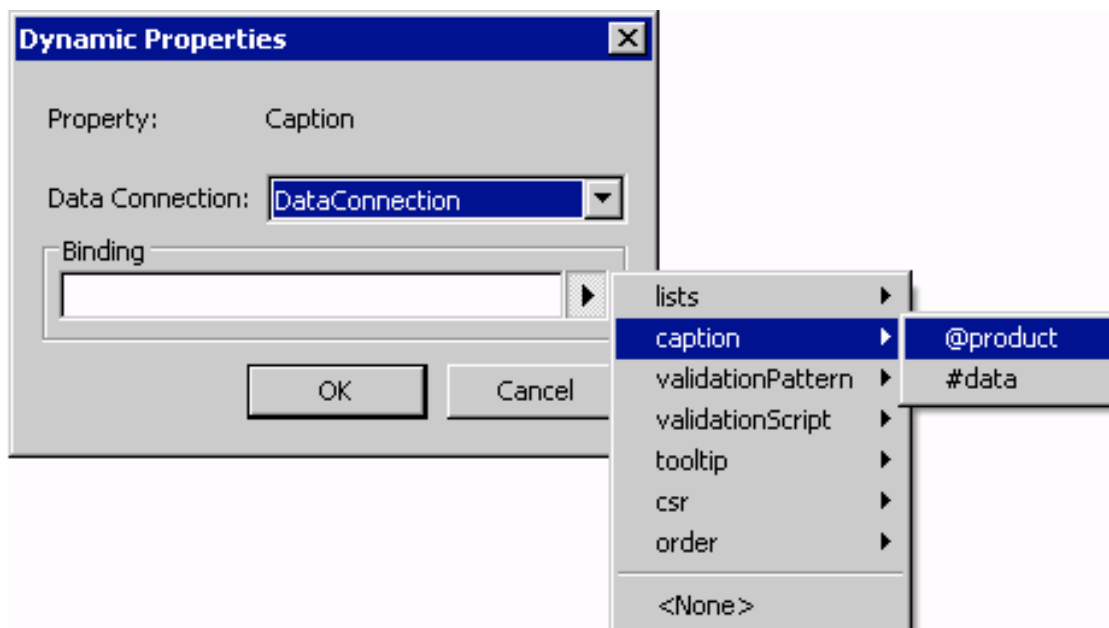 Dynamic Properties
Property: Caption
Data Connection: DataConnection
Binding
lists
caption
@product
validationPattern
#data
validationScript
tooltip
csr
order
<None>
OK
Cancel